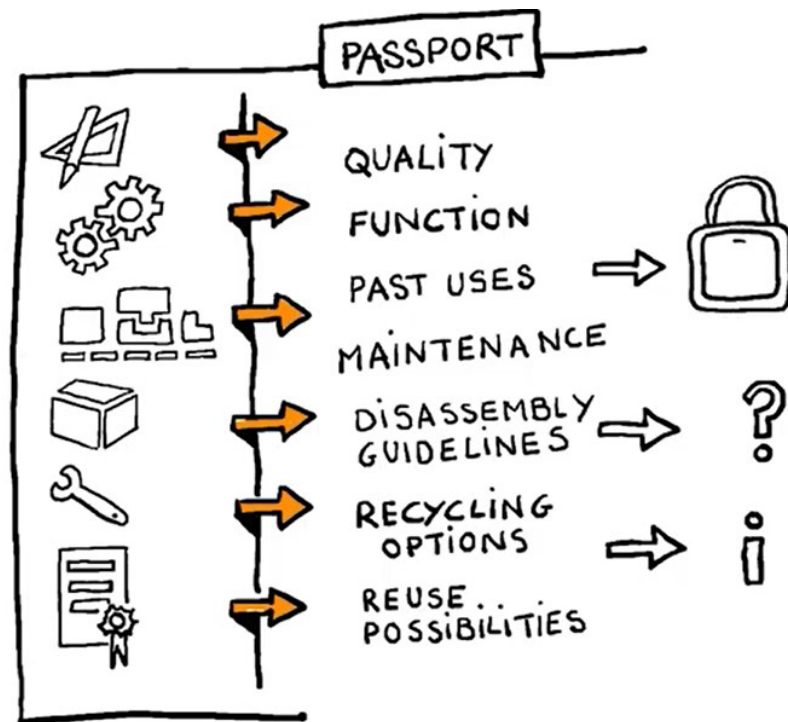 PASSPORT
QUALITY
FUNCTION
PAST USES
MAINTENANCE
DISASSEMBLY
GUIDELINES
?
RECYCLING
OPTIONS
i
REUSE..
POSSIBILITIES